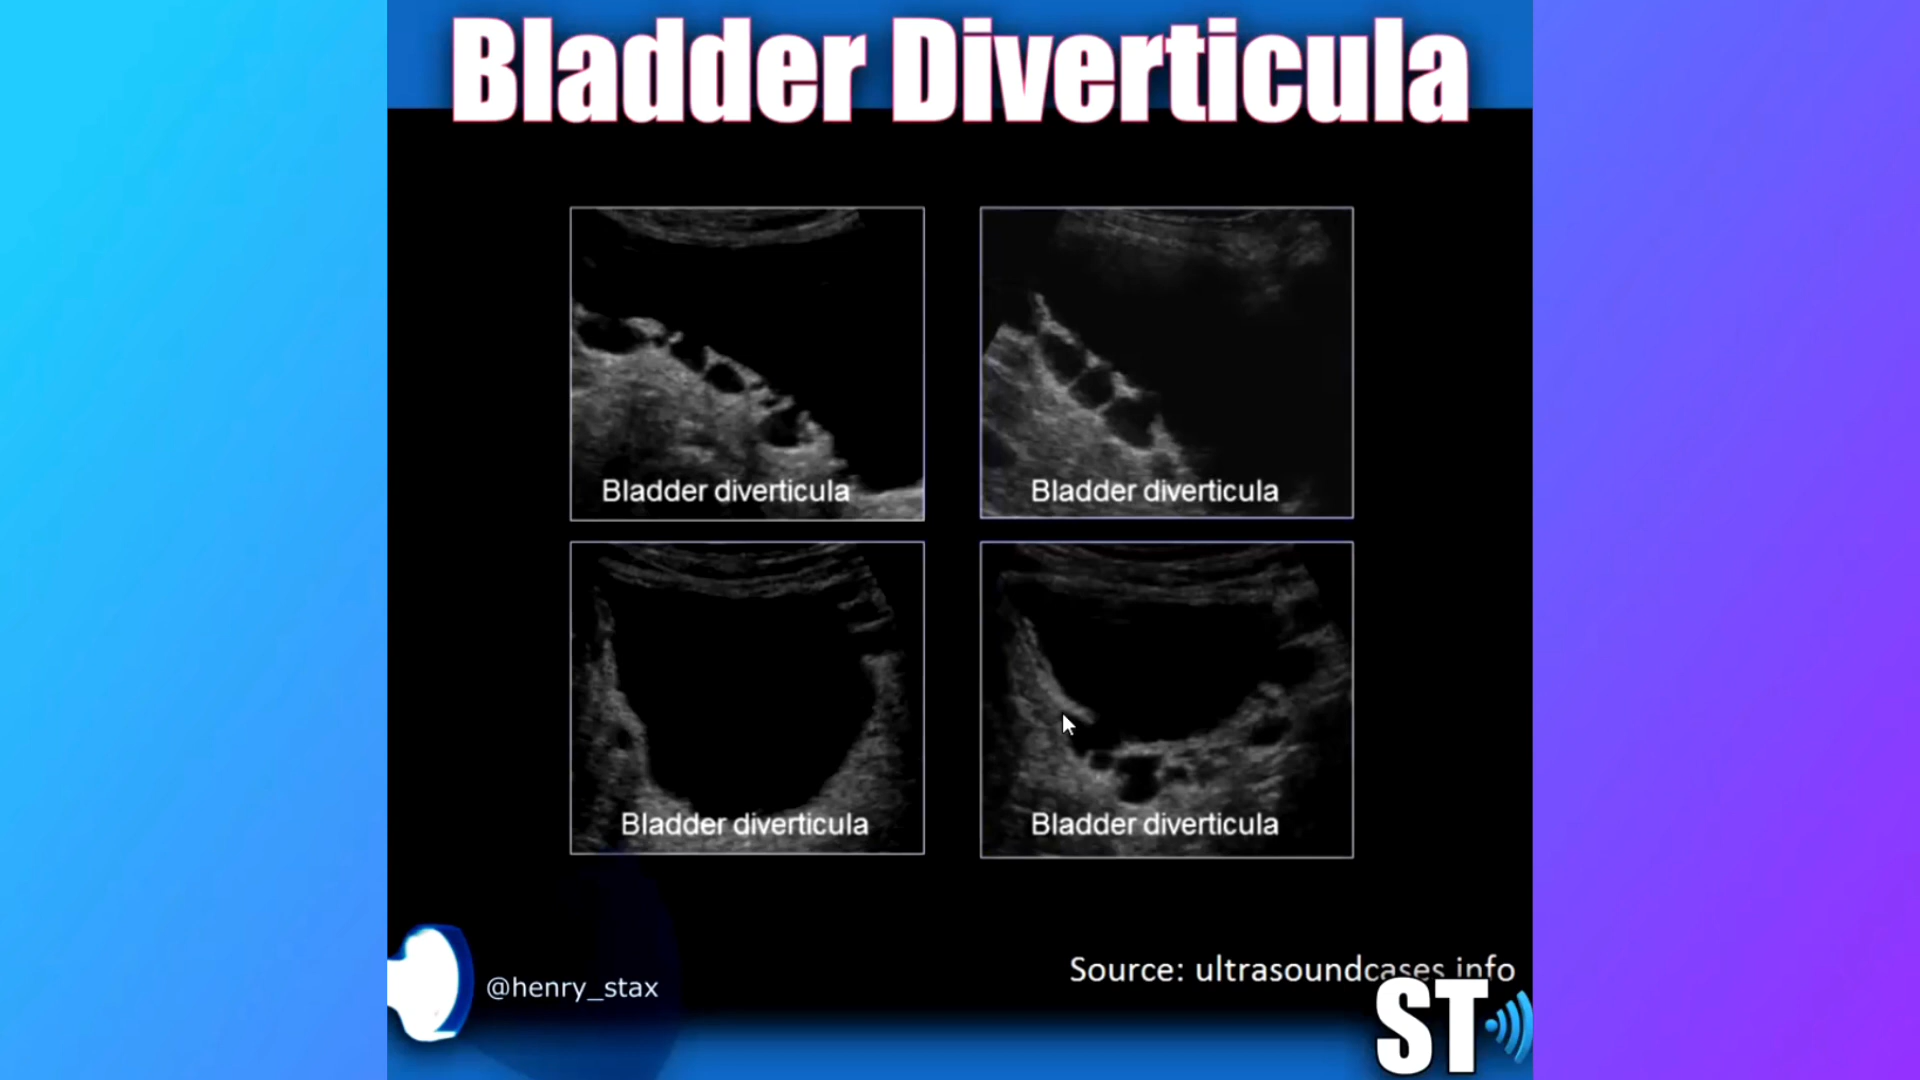 Bladder Diverticula
Bladder diverticula
Bladder diverticula
Bladder diverticula
Bladder diverticula
@henry_stax
Source: ultrasoundcases.info
ST